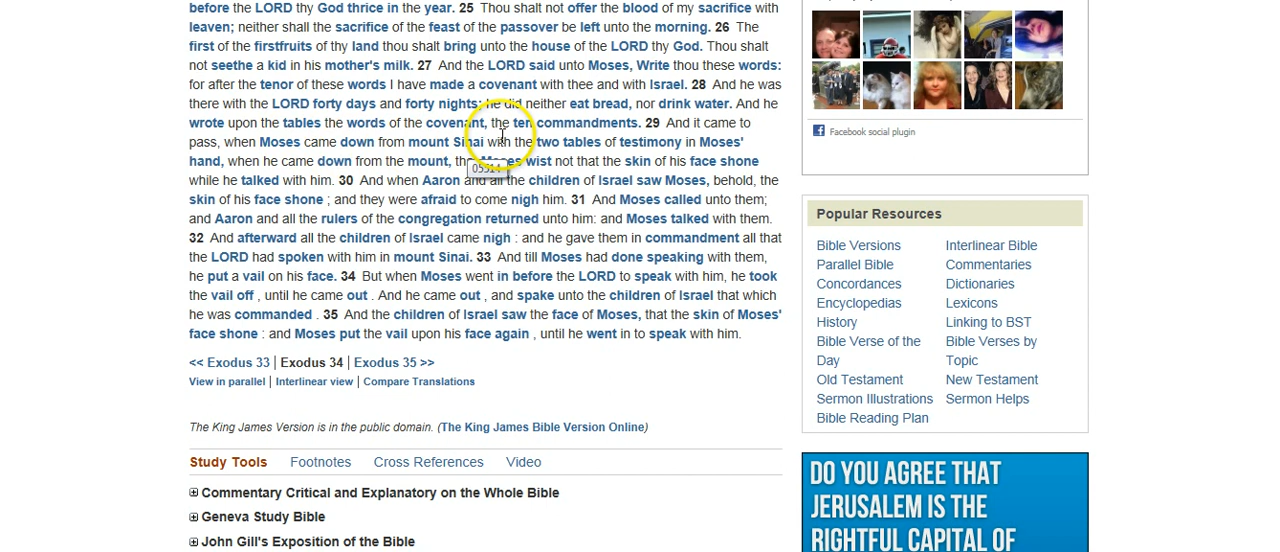 before the LORD thy God thrice in the year. 25 Thou shalt not offer the blood of my sacrifice with
leaven; neither shall the sacrifice of the feast of the passover be left unto the morning. 26 The
first of the firstfruits of thy land thou shalt bring unto the house of the LORD thy God. Thou shalt
not seethe a kid in his mother's milk. 27 And the LORD said unto Moses, Write thou these words:
for after the tenor of these words I have made a covenant with thee and with Israel. 28 And he was
there with the LORD forty days and forty nights; he did neither eat bread, nor drink water. And he
wrote upon the tables the words of the covenant, the ten commandments. 29 And it came to
pass, when Moses came down from mount Sinai with the two tables of testimony in Moses'
hand, when he came down from the mount, that Moses wist not that the skin of his face shone
while he talked with him. 30 And when Aaron and all the children of Israel saw Moses, behold, the
skin of his face shone ; and they were afraid to come nigh him. 31 And Moses called unto them;
and Aaron and all the rulers of the congregation returned unto him: and Moses talked with them.
32 And afterward all the children of Israel came nigh : and he gave them in commandment all that
the LORD had spoken with him in mount Sinai. 33 And till Moses had done speaking with them,
he put a vail on his face. 34 But when Moses went in before the LORD to speak with him, he took
the vail off , until he came out . And he came out , and spake unto the children of Israel that which
he was commanded . 35 And the children of Israel saw the face of Moses, that the skin of Moses'
face shone : and Moses put the vail upon his face again , until he went in to speak with him.
<< Exodus 33 | Exodus 34 | Exodus 35 >>
View in parallel | Interlinear view | Compare Translations
The King James Version is in the public domain. (The King James Bible Version Online)
Study Tools Footnotes Cross References Video
Commentary Critical and Explanatory on the Whole Bible
Geneva Study Bible
John Gill's Exposition of the Bible
Facebook social plugin
Popular Resources
Bible Versions
Parallel Bible
Concordances
Encyclopedias
History
Bible Verse of the
Day
Old Testament
Sermon Illustrations
Bible Reading Plan
Interlinear Bible
Commentaries
Dictionaries
Lexicons
Linking to BST
Bible Verses by
Topic
New Testament
Sermon Helps
DO YOU AGREE THAT
JERUSALEM IS THE
RIGHTFUL CAPITAL OF